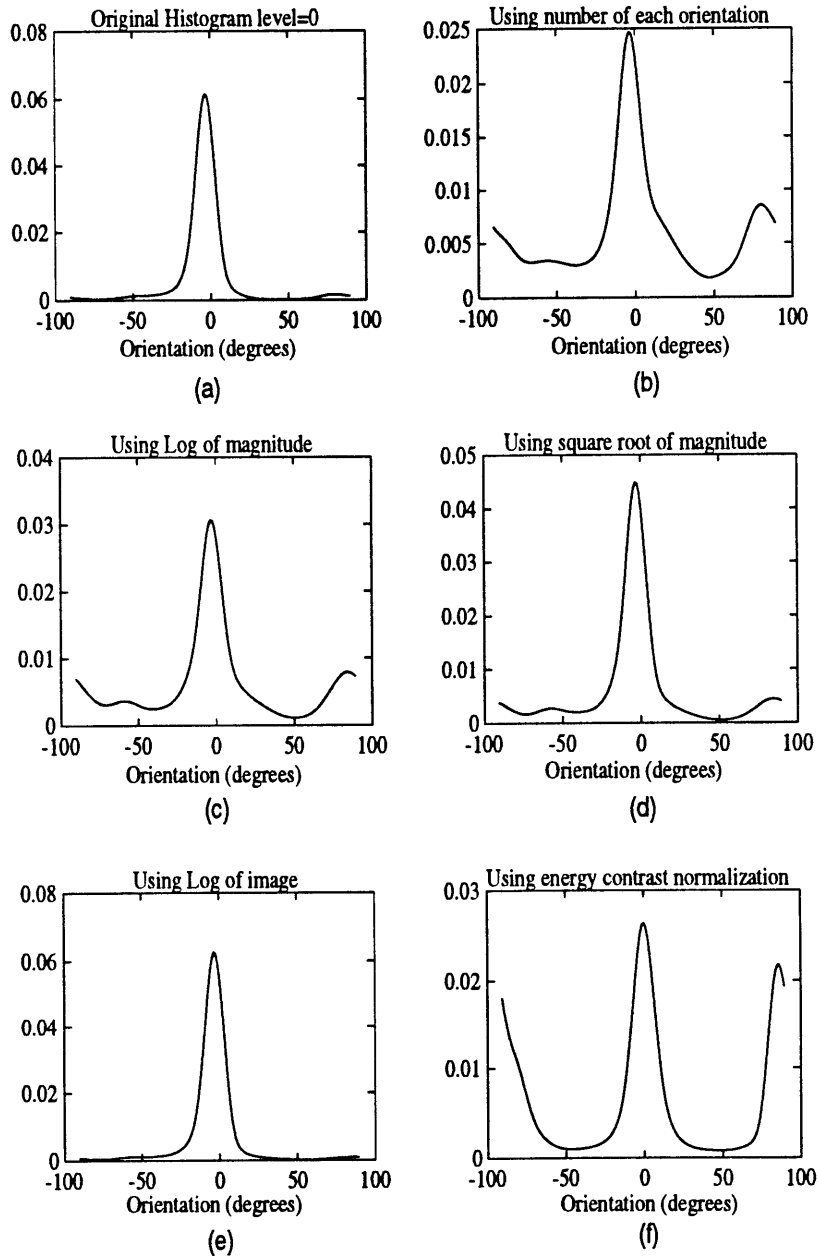 Original Histogram level=0
0.08
0.06
0.04
0.02
0
-100 -50 0 50 100
Orientation (degrees)
(a)
Using number of each orientation
0.025
0.02
0.015
0.01
0.005
0
-100 -50 0 50 100
Orientation (degrees)
(b)
Using Log of magnitude
0.04
0.03
0.02
0.01
0
-100 -50 0 50 100
Orientation (degrees)
(c)
Using square root of magnitude
0.05
0.04
0.03
0.02
0.01
0
-100 -50 0 50 100
Orientation (degrees)
(d)
Using Log of image
0.08
0.06
0.04
0.02
0
-100 -50 0 50 100
Orientation (degrees)
(e)
Using energy contrast normalization
0.03
0.02
0.01
0
-100 -50 0 50 100
Orientation (degrees)
(f)